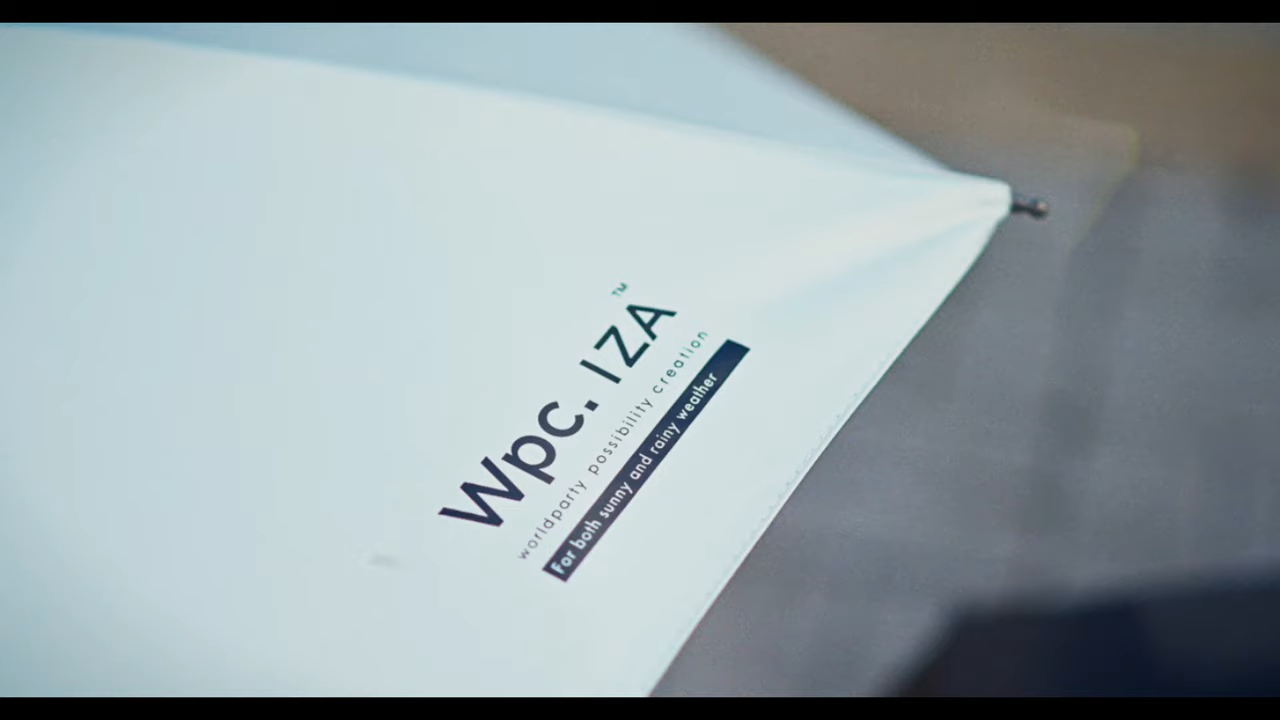 Wpc. IZA™
worldparty possibility creation
For both sunny and rainy weather